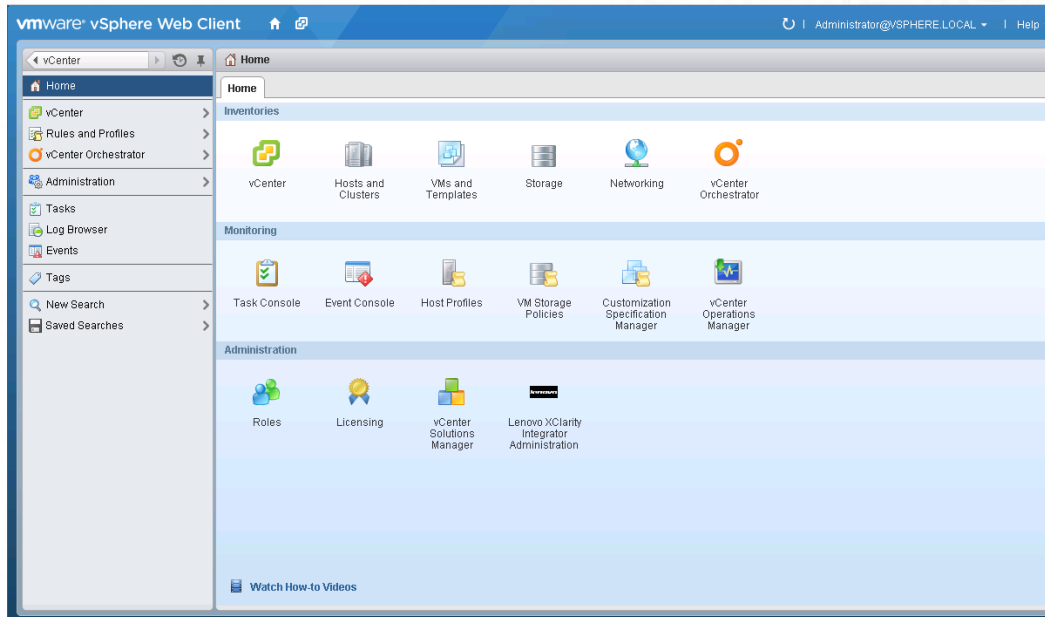 vmware® vSphere Web Client
Administrator@VSPHERE.LOCAL
Help
vCenter
Home
Home
Home
vCenter
Rules and Profiles
vCenter Orchestrator
Administration
Tasks
Log Browser
Events
Tags
New Search
Saved Searches
Inventories
vCenter
Hosts and
Clusters
VMs and
Templates
Storage
Networking
vCenter
Orchestrator
Monitoring
Task Console
Event Console
Host Profiles
VM Storage
Policies
Customization
Specification
Manager
vCenter
Operations
Manager
Administration
Roles
Licensing
vCenter
Solutions
Manager
lenovo
Lenovo XClarity
Integrator
Administration
Watch How-to Videos